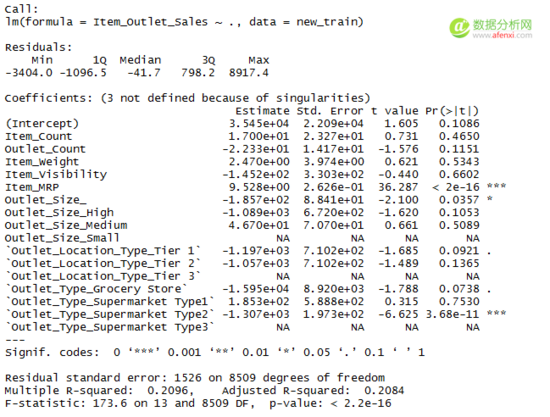 Call:
lm(formula = Item_Outlet_Sales ~ ., data = new_train)
数据分析网
www.afenxi.com
Residuals:
Min 1Q Median 3Q Max
-3404.0 -1096.5 -41.7 798.2 8917.4
Coefficients: (3 not defined because of singularities)
Estimate Std. Error t value Pr(>|t|)
(Intercept) 3.545e+04 2.209e+04 1.605 0.1086
Item_Count 1.700e+01 2.327e+01 0.731 0.4650
Outlet_Count -2.233e+01 1.417e+01 -1.576 0.1151
Item_Weight 2.470e+00 3.974e+00 0.621 0.5343
Item_Visibility -1.452e+02 3.303e+02 -0.440 0.6602
Item_MRP 9.528e+00 2.626e-01 36.287 < 2e-16 ***
Outlet_Size_ -1.857e+02 8.841e+01 -2.100 0.0357 *
Outlet_Size_High -1.089e+03 6.720e+02 -1.620 0.1053
Outlet_Size_Medium 4.670e+01 7.070e+01 0.661 0.5089
Outlet_Size_Small NA NA NA NA
`Outlet_Location_Type_Tier 1` -1.197e+03 7.102e+02 -1.685 0.0921 .
`Outlet_Location_Type_Tier 2` -1.057e+03 7.102e+02 -1.489 0.1365
`Outlet_Location_Type_Tier 3` NA NA NA NA
`Outlet_Type_Grocery Store` -1.595e+04 8.920e+03 -1.788 0.0738 .
`Outlet_Type_Supermarket Type1` 1.853e+02 5.888e+02 0.315 0.7530
`Outlet_Type_Supermarket Type2` -1.307e+03 1.973e+02 -6.625 3.68e-11 ***
`Outlet_Type_Supermarket Type3` NA NA NA NA
---
Signif. codes: 0 ‘***’ 0.001 ‘**’ 0.01 ‘*’ 0.05 ‘.’ 0.1 ‘ ’ 1
Residual standard error: 1526 on 8509 degrees of freedom
Multiple R-squared: 0.2096, Adjusted R-squared: 0.2084
F-statistic: 173.6 on 13 and 8509 DF, p-value: < 2.2e-16